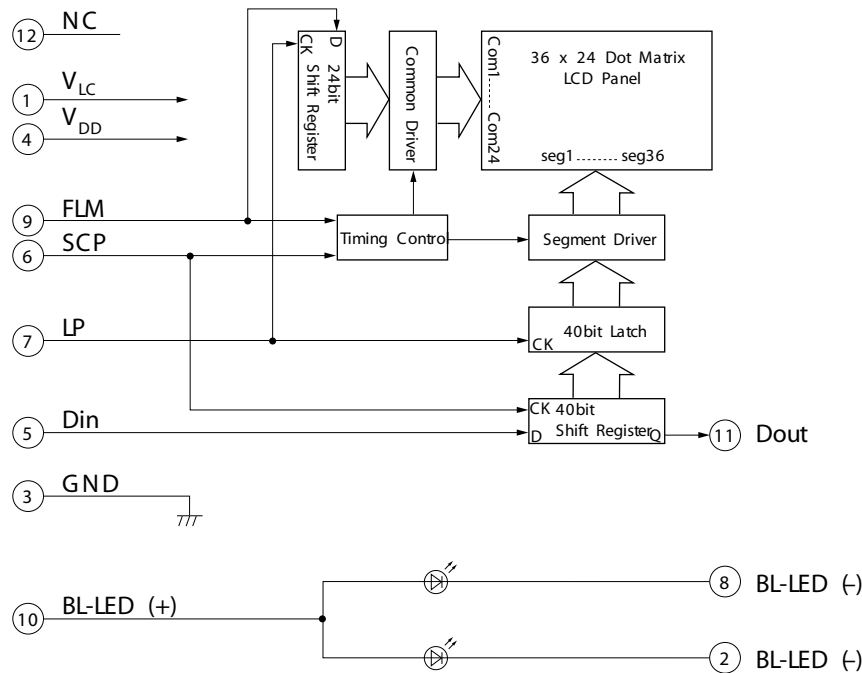 12 NC
1 VLC
4 VDD
9 FLM
6 SCP
7 LP
5 Din
3 GND
10 BL-LED (+)
D
CK
24bit
Shift Register
Common Driver
Com1........Com24
36 x 24 Dot Matrix
LCD Panel
seg1 ........ seg36
Timing Control
Segment Driver
40bit Latch
CK
CK 40bit
Shift Register
D
Q
11 Dout
8 BL-LED (–)
2 BL-LED (–)